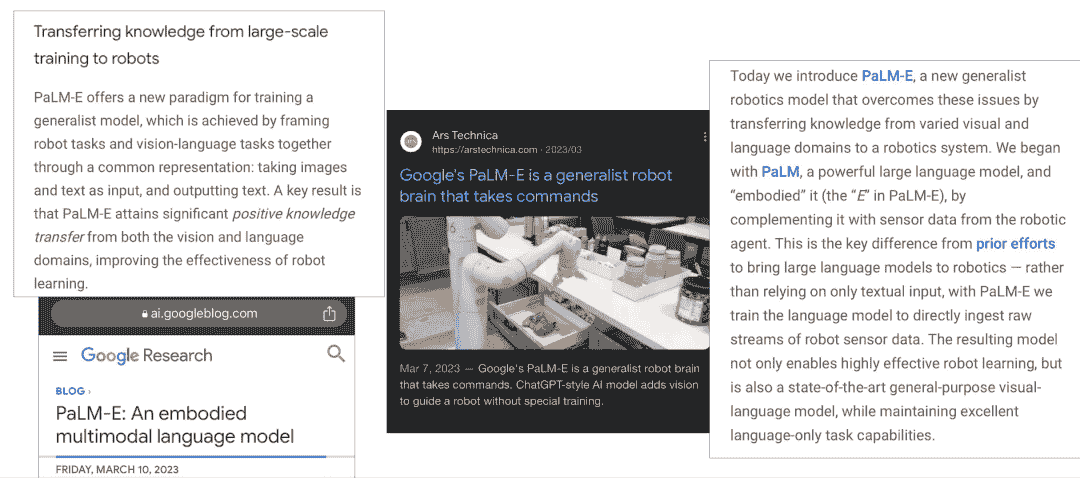 Transferring knowledge from large-scale
training to robots
PaLM-E offers a new paradigm for training a
generalist model, which is achieved by framing
robot tasks and vision-language tasks together
through a common representation: taking images
and text as input, and outputting text. A key result is
that PaLM-E attains significant positive knowledge
transfer from both the vision and language
domains, improving the effectiveness of robot
learning.
ai.googleblog.com
Google Research
BLOG ›
PaLM-E: An embodied
multimodal language model
FRIDAY, MARCH 10, 2023
Ars Technica
https://arstechnica.com · 2023/03
Google's PaLM-E is a generalist robot
brain that takes commands
Mar 7, 2023 — Google's PaLM-E is a generalist robot brain
that takes commands. ChatGPT-style AI model adds vision
to guide a robot without special training.
Today we introduce PaLM-E, a new generalist
robotics model that overcomes these issues by
transferring knowledge from varied visual and
language domains to a robotics system. We began
with PaLM, a powerful large language model, and
“embodied” it (the “E” in PaLM-E), by
complementing it with sensor data from the robotic
agent. This is the key difference from prior efforts
to bring large language models to robotics — rather
than relying on only textual input, with PaLM-E we
train the language model to directly ingest raw
streams of robot sensor data. The resulting model
not only enables highly effective robot learning, but
is also a state-of-the-art general-purpose visual-
language model, while maintaining excellent
language-only task capabilities.